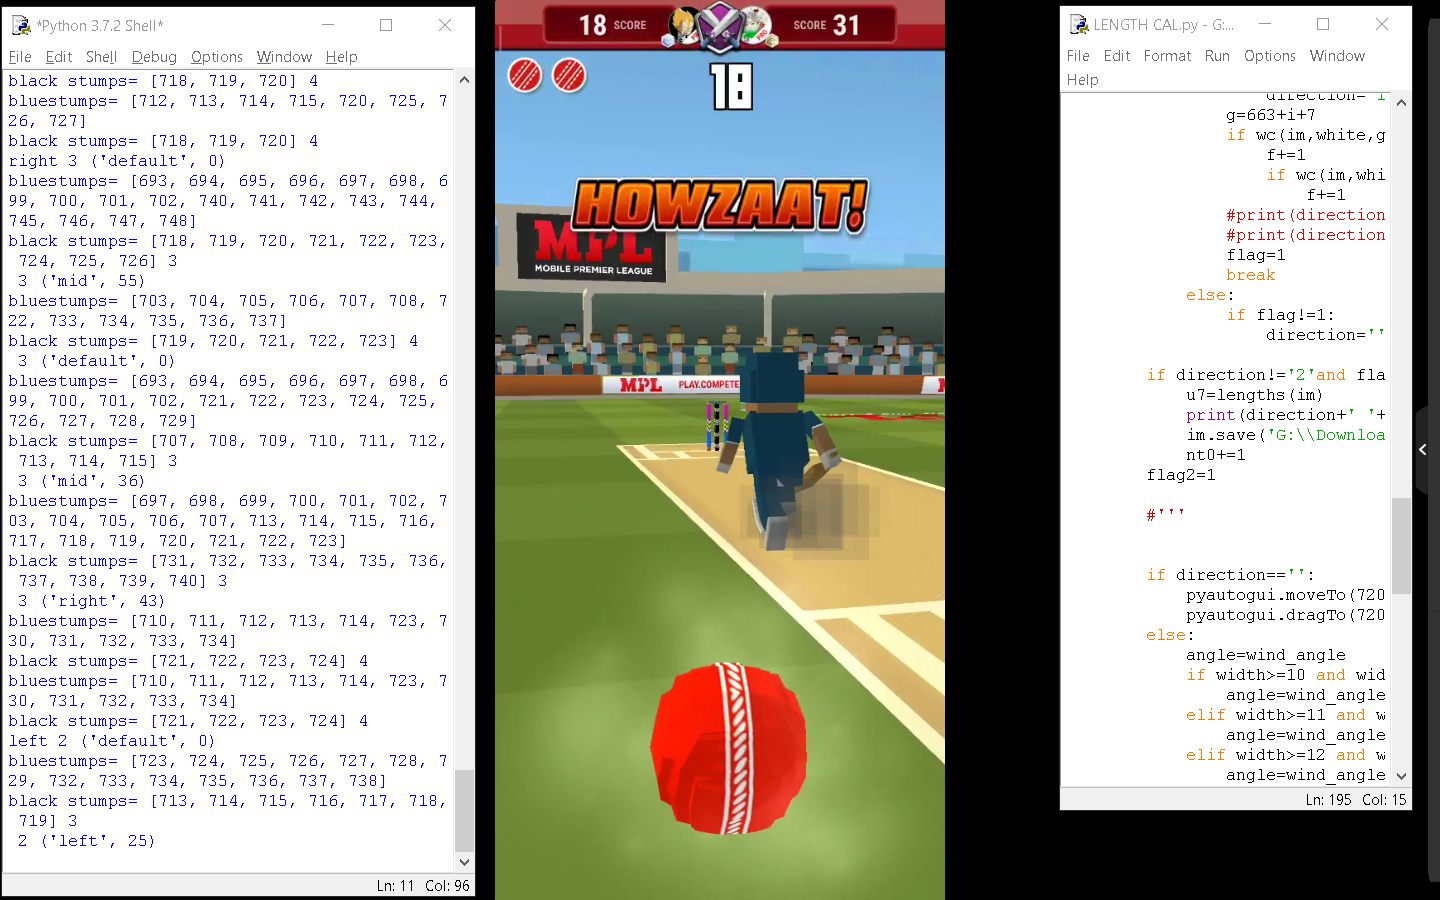 *Python 3.7.2 Shell*
File Edit Shell Debug Options Window Help
black stumps= [718, 719, 720] 4
bluestumps= [712, 713, 714, 715, 720, 725, 7
26, 727]
black stumps= [718, 719, 720] 4
right 3 ('default', 0)
bluestumps= [693, 694, 695, 696, 697, 698, 6
99, 700, 701, 702, 740, 741, 742, 743, 744,
745, 746, 747, 748]
black stumps= [718, 719, 720, 721, 722, 723,
724, 725, 726] 3
3 ('mid', 55)
bluestumps= [703, 704, 705, 706, 707, 708, 7
22, 733, 734, 735, 736, 737]
black stumps= [719, 720, 721, 722, 723] 4
3 ('default', 0)
bluestumps= [693, 694, 695, 696, 697, 698, 6
99, 700, 701, 702, 721, 722, 723, 724, 725,
726, 727, 728, 729]
black stumps= [707, 708, 709, 710, 711, 712,
713, 714, 715] 3
3 ('mid', 36)
bluestumps= [697, 698, 699, 700, 701, 702, 7
03, 704, 705, 706, 707, 713, 714, 715, 716,
717, 718, 719, 720, 721, 722, 723]
black stumps= [731, 732, 733, 734, 735, 736,
737, 738, 739, 740] 3
3 ('right', 43)
bluestumps= [710, 711, 712, 713, 714, 723, 7
30, 731, 732, 733, 734]
black stumps= [721, 722, 723, 724] 4
bluestumps= [710, 711, 712, 713, 714, 723, 7
30, 731, 732, 733, 734]
black stumps= [721, 722, 723, 724] 4
left 2 ('default', 0)
bluestumps= [723, 724, 725, 726, 727, 728, 7
29, 732, 733, 734, 735, 736, 737, 738]
black stumps= [713, 714, 715, 716, 717, 718,
719] 3
2 ('left', 25)
Ln: 11 Col: 96
18 SCORE SCORE 31
18
HOWZAAT!
MPL
MOBILE PREMIER LEAGUE
MPL PLAY.COMPETE
LENGTH CAL.py - G:...
File Edit Format Run Options Window
Help
direction='i
g=663+i+7
if wc(im,white,g
f+=1
if wc(im,whi
f+=1
#print(direction
#print(direction
flag=1
break
else:
if flag!=1:
direction=''
if direction!='2'and fla
u7=lengths(im)
print(direction+' '+
im.save('G:\\Downloa
nt0+=1
flag2=1
#'''
if direction=='':
pyautogui.moveTo(720
pyautogui.dragTo(720
else:
angle=wind_angle
if width>=10 and wid
angle=wind_angle
elif width>=11 and w
angle=wind_angle
elif width>=12 and w
angle=wind_angle
Ln: 195 Col: 15